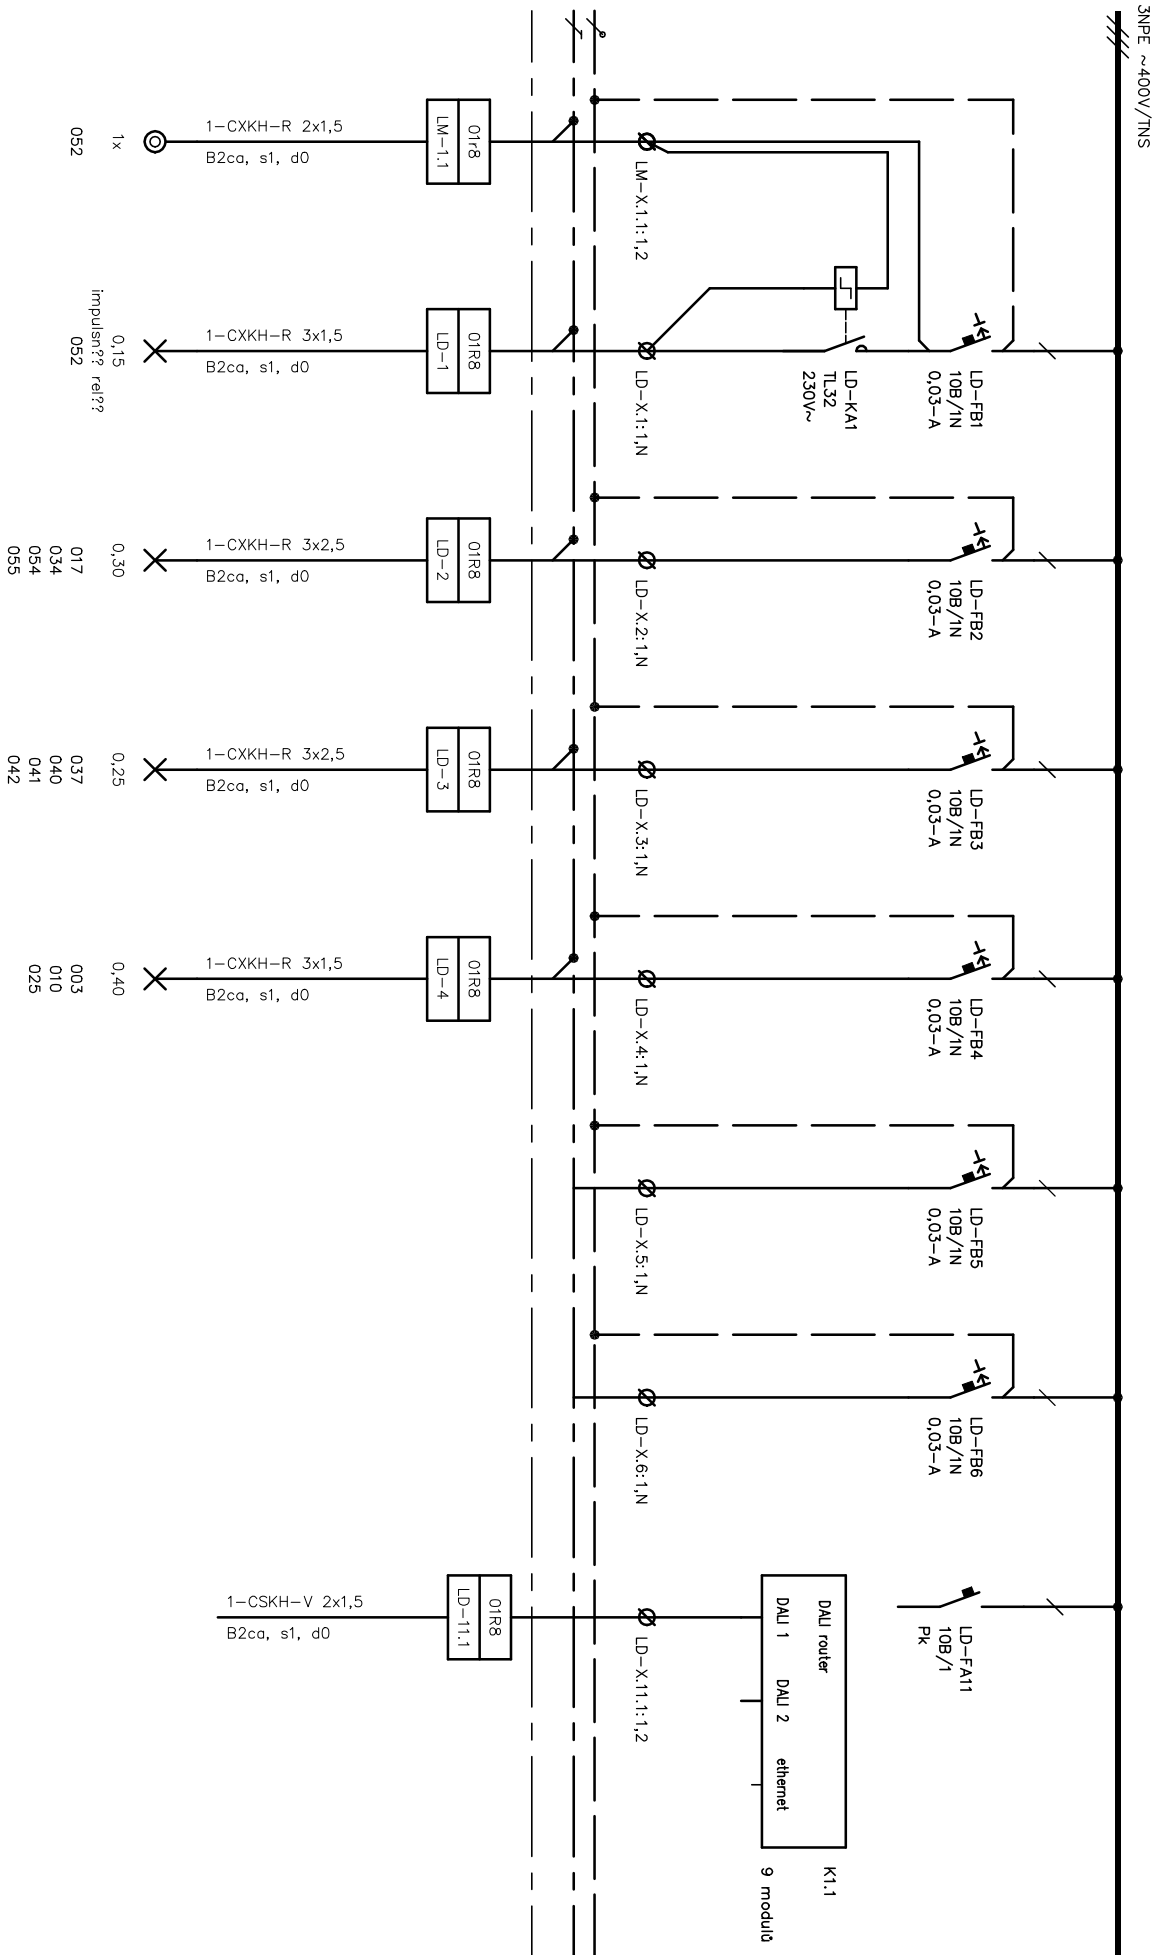 3NPE ~400V/TNS
LD-FB1
10B/1N
0,03-A
LD-KA1
TL32
230V~
LM-X.1.1:1,2
LD-X.1:1,N
01r8
LM-1.1
1-CXKH-R 2x1,5
B2ca, s1, d0
1x
052
01R8
LD-1
1-CXKH-R 3x1,5
B2ca, s1, d0
0,15
impulsn?? rel??
052
LD-FB2
10B/1N
0,03-A
LD-X.2:1,N
01R8
LD-2
1-CXKH-R 3x2,5
B2ca, s1, d0
0,30
017
034
054
055
LD-FB3
10B/1N
0,03-A
LD-X.3:1,N
01R8
LD-3
1-CXKH-R 3x2,5
B2ca, s1, d0
0,25
037
040
041
042
LD-FB4
10B/1N
0,03-A
LD-X.4:1,N
01R8
LD-4
1-CXKH-R 3x1,5
B2ca, s1, d0
0,40
003
010
025
LD-FB5
10B/1N
0,03-A
LD-X.5:1,N
LD-FB6
10B/1N
0,03-A
LD-X.6:1,N
LD-FA11
10B/1
Pk
DALI router
DALI 1 DALI 2 ethernet
K1.1
9 modulů
LD-X.11.1:1,2
01R8
LD-11.1
1-CSKH-V 2x1,5
B2ca, s1, d0